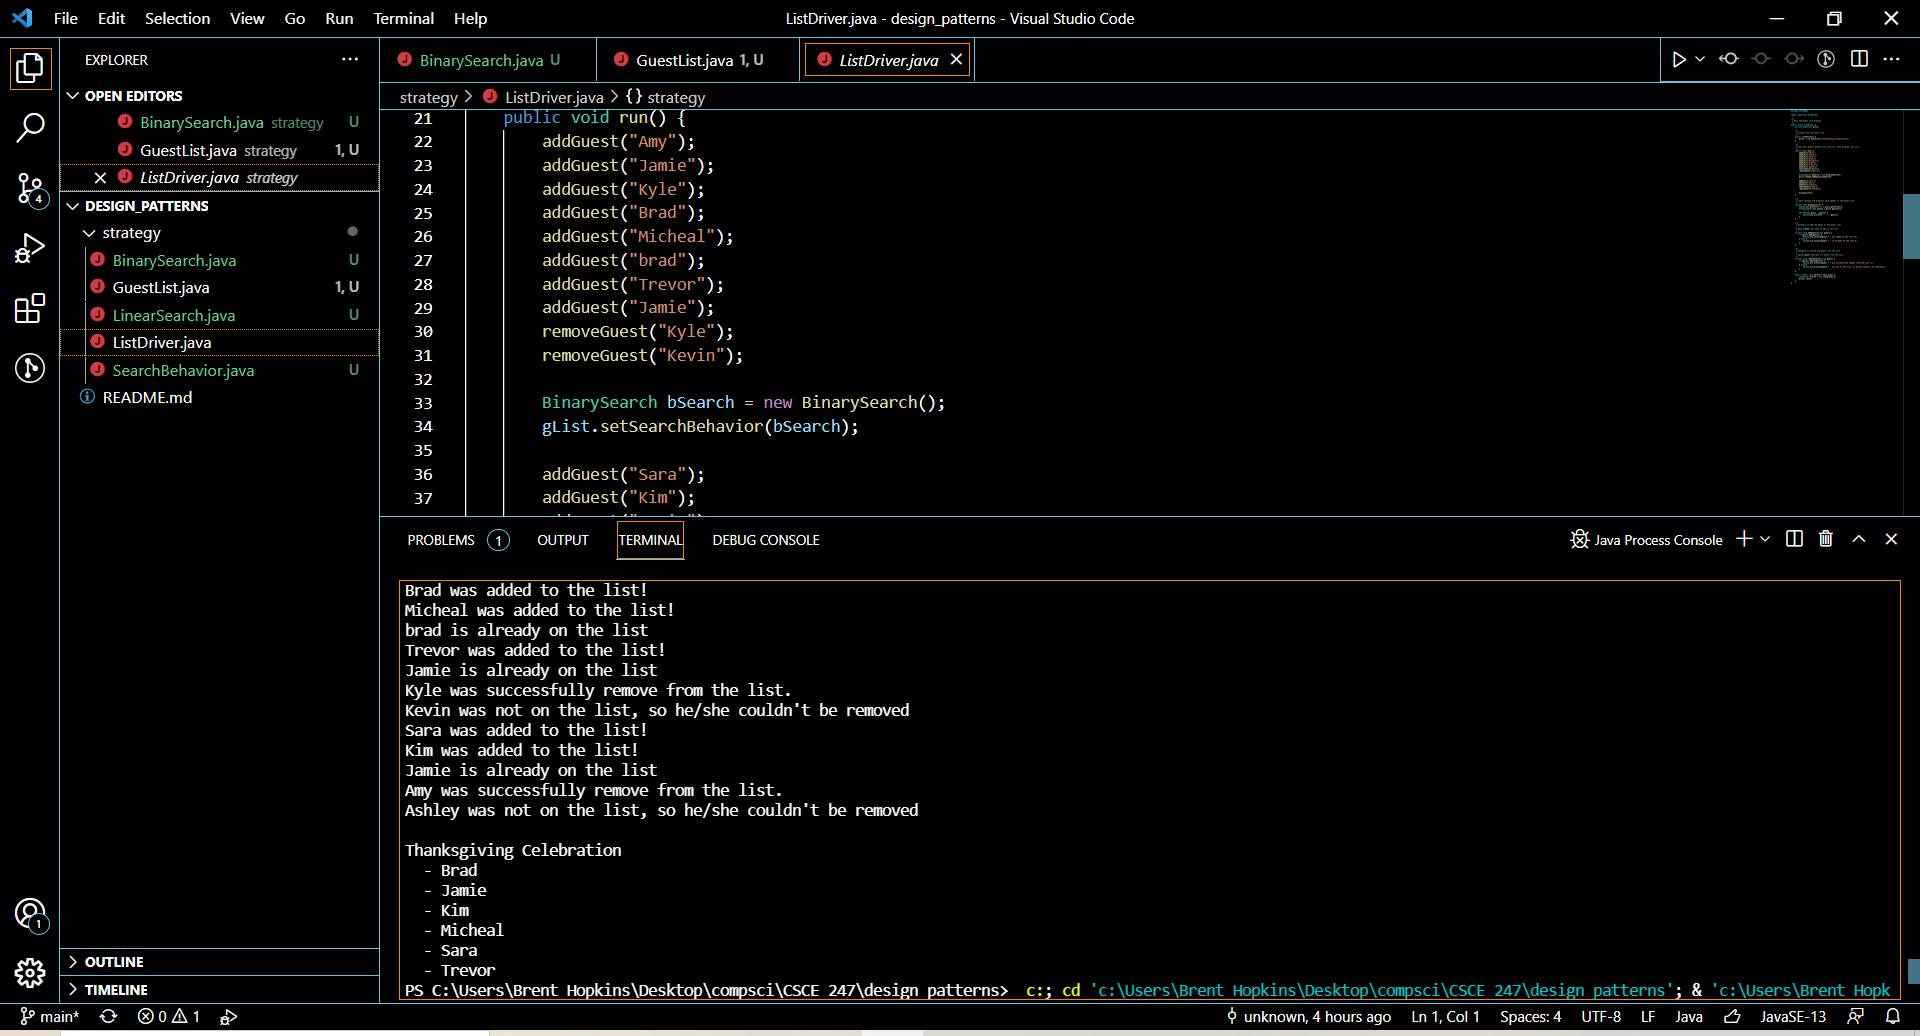 File Edit Selection View Go Run Terminal Help
ListDriver.java - design_patterns - Visual Studio Code
EXPLORER
OPEN EDITORS
BinarySearch.java strategy U
GuestList.java strategy 1, U
ListDriver.java strategy
DESIGN_PATTERNS
strategy
BinarySearch.java U
GuestList.java 1, U
LinearSearch.java U
ListDriver.java
SearchBehavior.java U
README.md
OUTLINE
TIMELINE
4
1
BinarySearch.java U
GuestList.java 1, U
ListDriver.java
strategy > ListDriver.java > {} strategy
21 public void run() {
22 addGuest("Amy");
23 addGuest("Jamie");
24 addGuest("Kyle");
25 addGuest("Brad");
26 addGuest("Micheal");
27 addGuest("brad");
28 addGuest("Trevor");
29 addGuest("Jamie");
30 removeGuest("Kyle");
31 removeGuest("Kevin");
32
33 BinarySearch bSearch = new BinarySearch();
34 gList.setSearchBehavior(bSearch);
35
36 addGuest("Sara");
37 addGuest("Kim");
PROBLEMS 1 OUTPUT TERMINAL DEBUG CONSOLE
Java Process Console
Brad was added to the list!
Micheal was added to the list!
brad is already on the list
Trevor was added to the list!
Jamie is already on the list
Kyle was successfully remove from the list.
Kevin was not on the list, so he/she couldn't be removed
Sara was added to the list!
Kim was added to the list!
Jamie is already on the list
Amy was successfully remove from the list.
Ashley was not on the list, so he/she couldn't be removed
Thanksgiving Celebration
- Brad
- Jamie
- Kim
- Micheal
- Sara
- Trevor
PS C:\Users\Brent Hopkins\Desktop\compsci\CSCE 247\design patterns> c:; cd 'c:\Users\Brent Hopkins\Desktop\compsci\CSCE 247\design patterns'; & 'c:\Users\Brent Hopk
main* 0 1
unknown, 4 hours ago Ln 1, Col 1 Spaces: 4 UTF-8 LF Java JavaSE-13